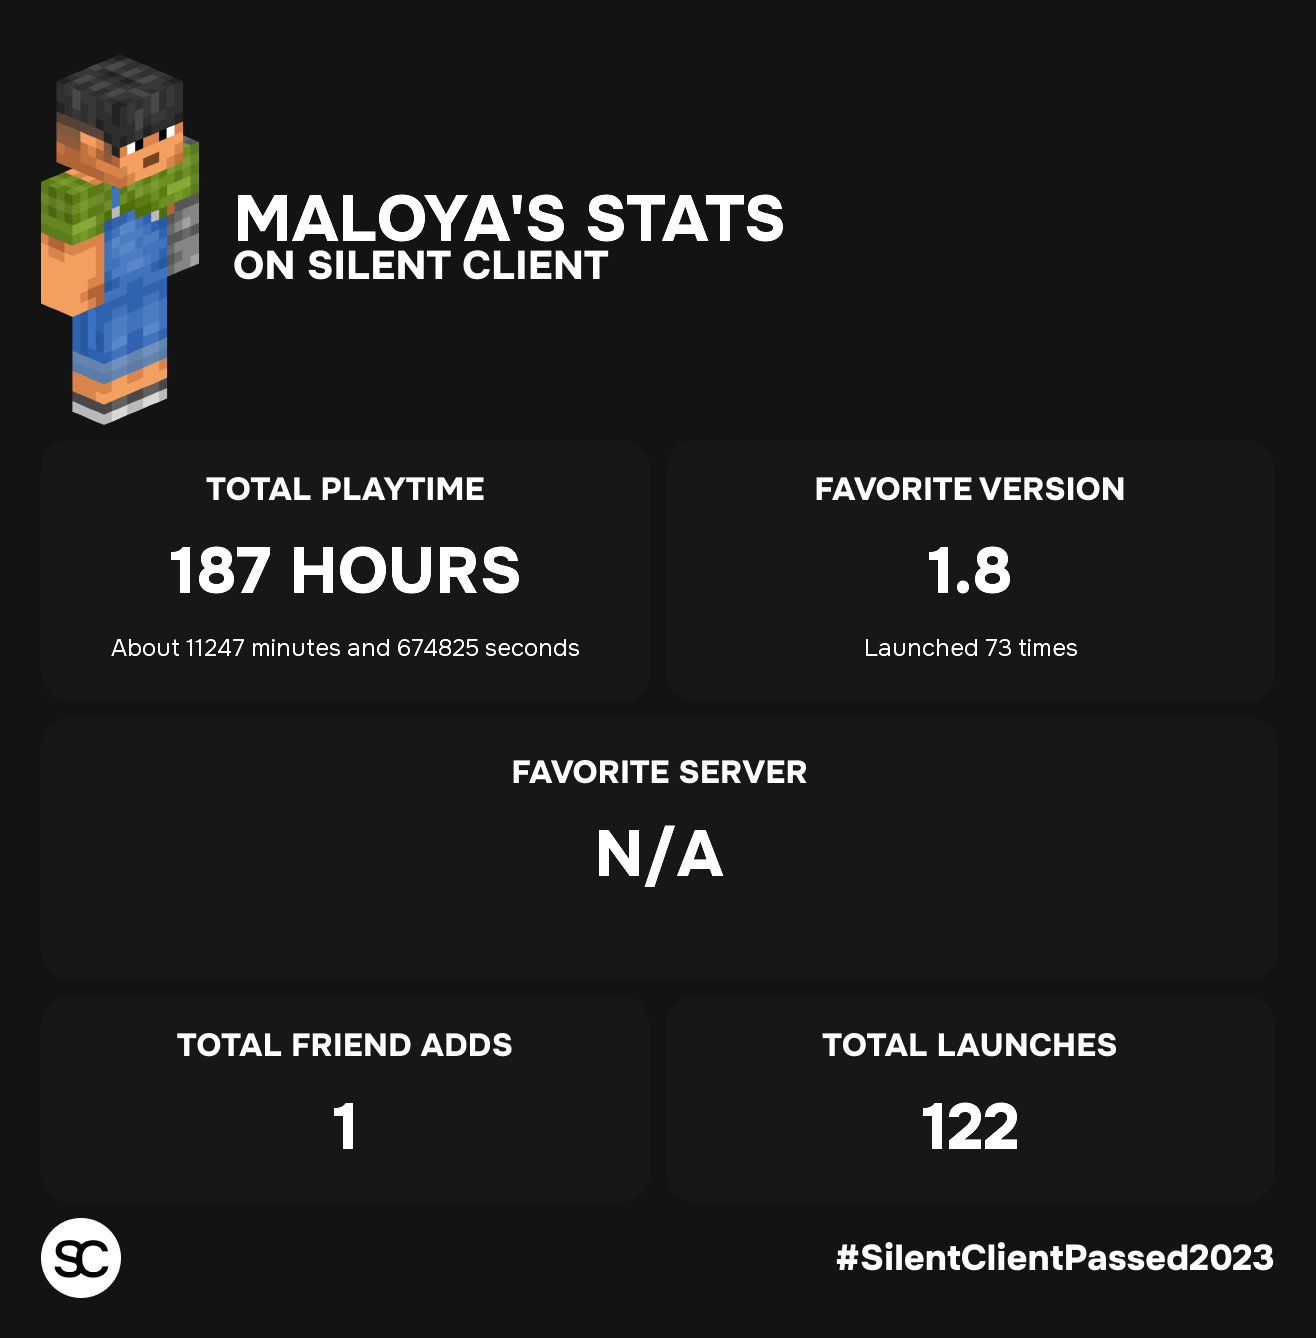 MALOYA'S STATS
ON SILENT CLIENT
TOTAL PLAYTIME
187 HOURS
About 11247 minutes and 674825 seconds
FAVORITE VERSION
1.8
Launched 73 times
FAVORITE SERVER
N/A
TOTAL FRIEND ADDS
1
TOTAL LAUNCHES
122
SC
#SilentClientPassed2023